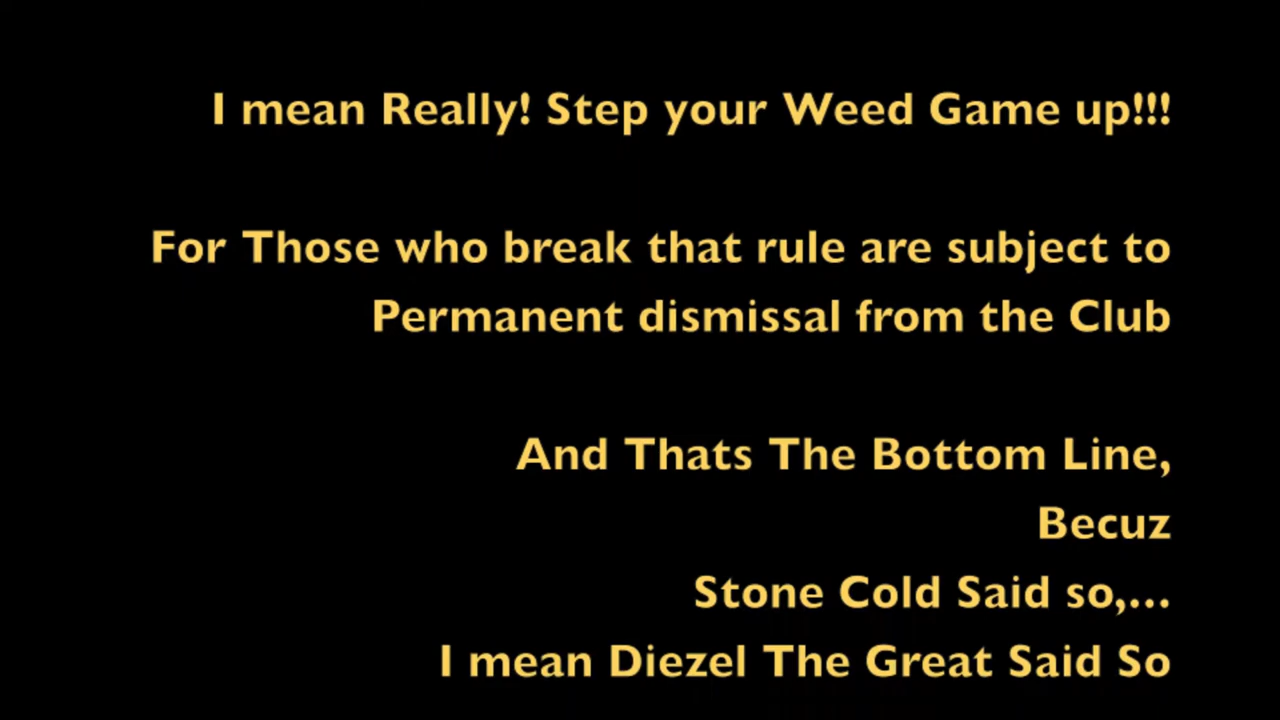 I mean Really! Step your Weed Game up!!!
For Those who break that rule are subject to
Permanent dismissal from the Club
And Thats The Bottom Line,
Becuz
Stone Cold Said so,...
I mean Diezel The Great Said So